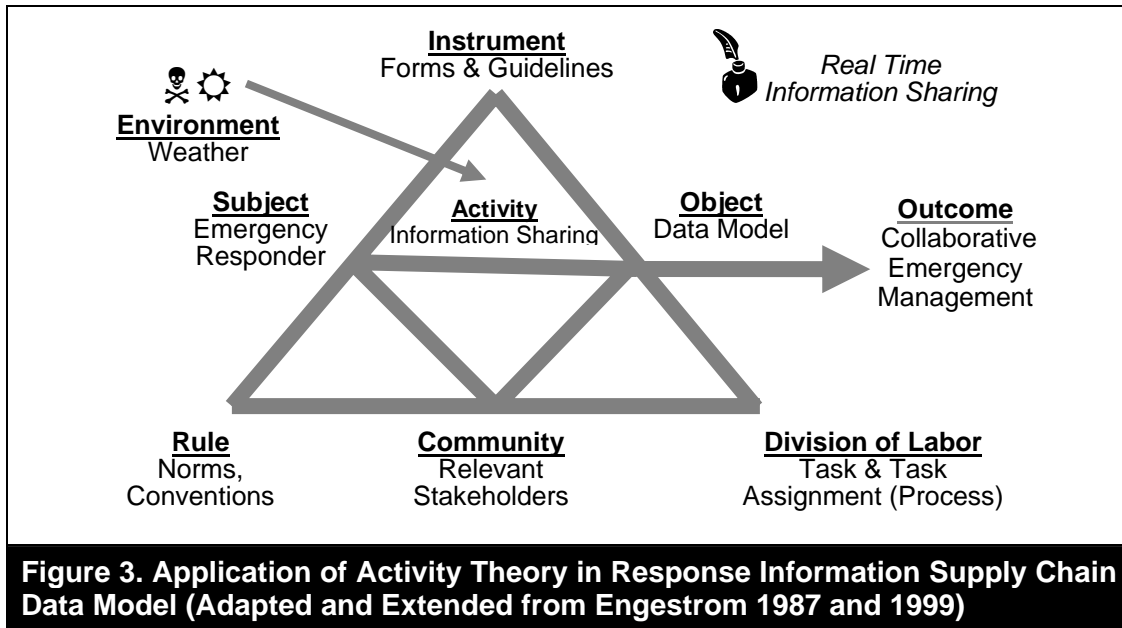 Instrument
Forms & Guidelines
Real Time
Information Sharing
Environment
Weather
Subject
Emergency
Responder
Activity
Information Sharing
Object
Data Model
Outcome
Collaborative
Emergency
Management
Rule
Norms,
Conventions
Community
Relevant
Stakeholders
Division of Labor
Task & Task
Assignment (Process)
Figure 3. Application of Activity Theory in Response Information Supply Chain
Data Model (Adapted and Extended from Engestrom 1987 and 1999)